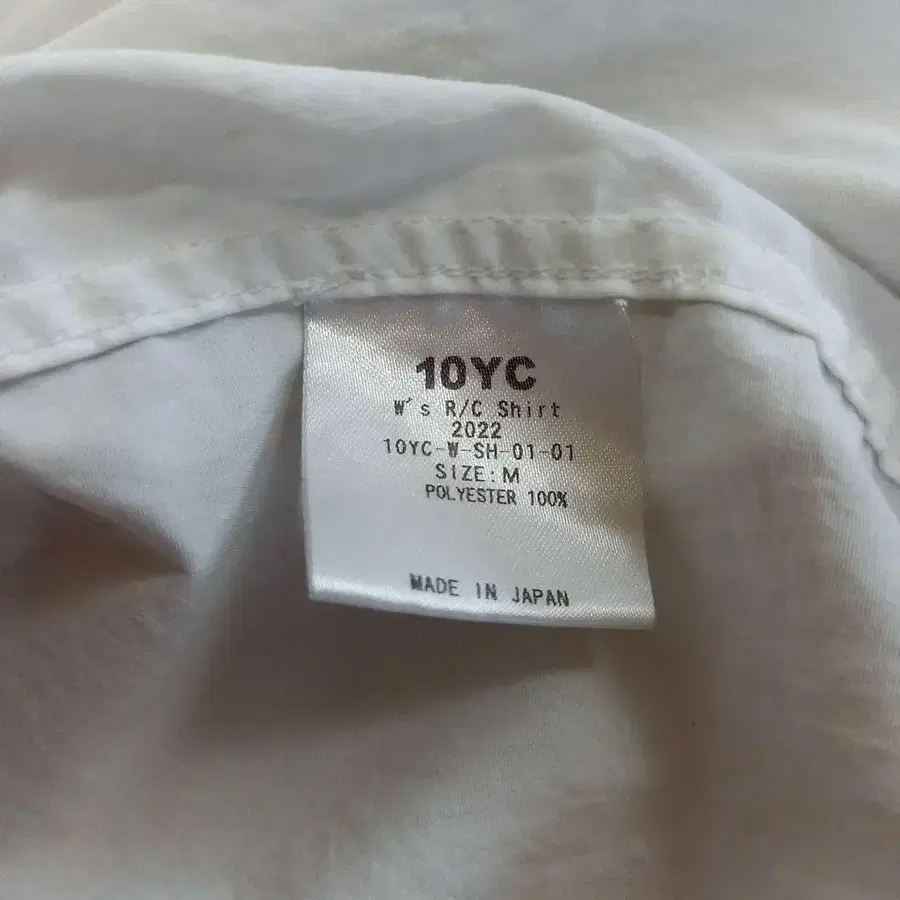 10YC
W's R/C Shirt
2022
10YC-W-SH-01-01
SIZE:M
POLYESTER 100%
MADE IN JAPAN